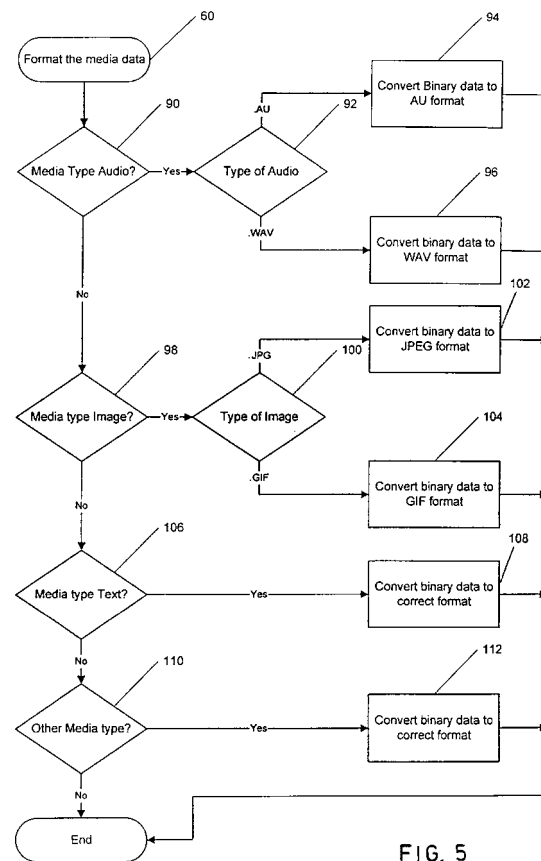 60
Format the media data
94
Convert Binary data to
AU format
90
92
.AU
Media Type Audio?
Yes
Type of Audio
.WAV
96
Convert binary data to
WAV format
No
102
Convert binary data to
JPEG format
98
100
.JPG
Media type Image?
Yes
Type of Image
.GIF
104
Convert binary data to
GIF format
No
106
108
Media type Text?
Yes
Convert binary data to
correct format
No
110
112
Other Media type?
Yes
Convert binary data to
correct format
No
End
FIG. 5